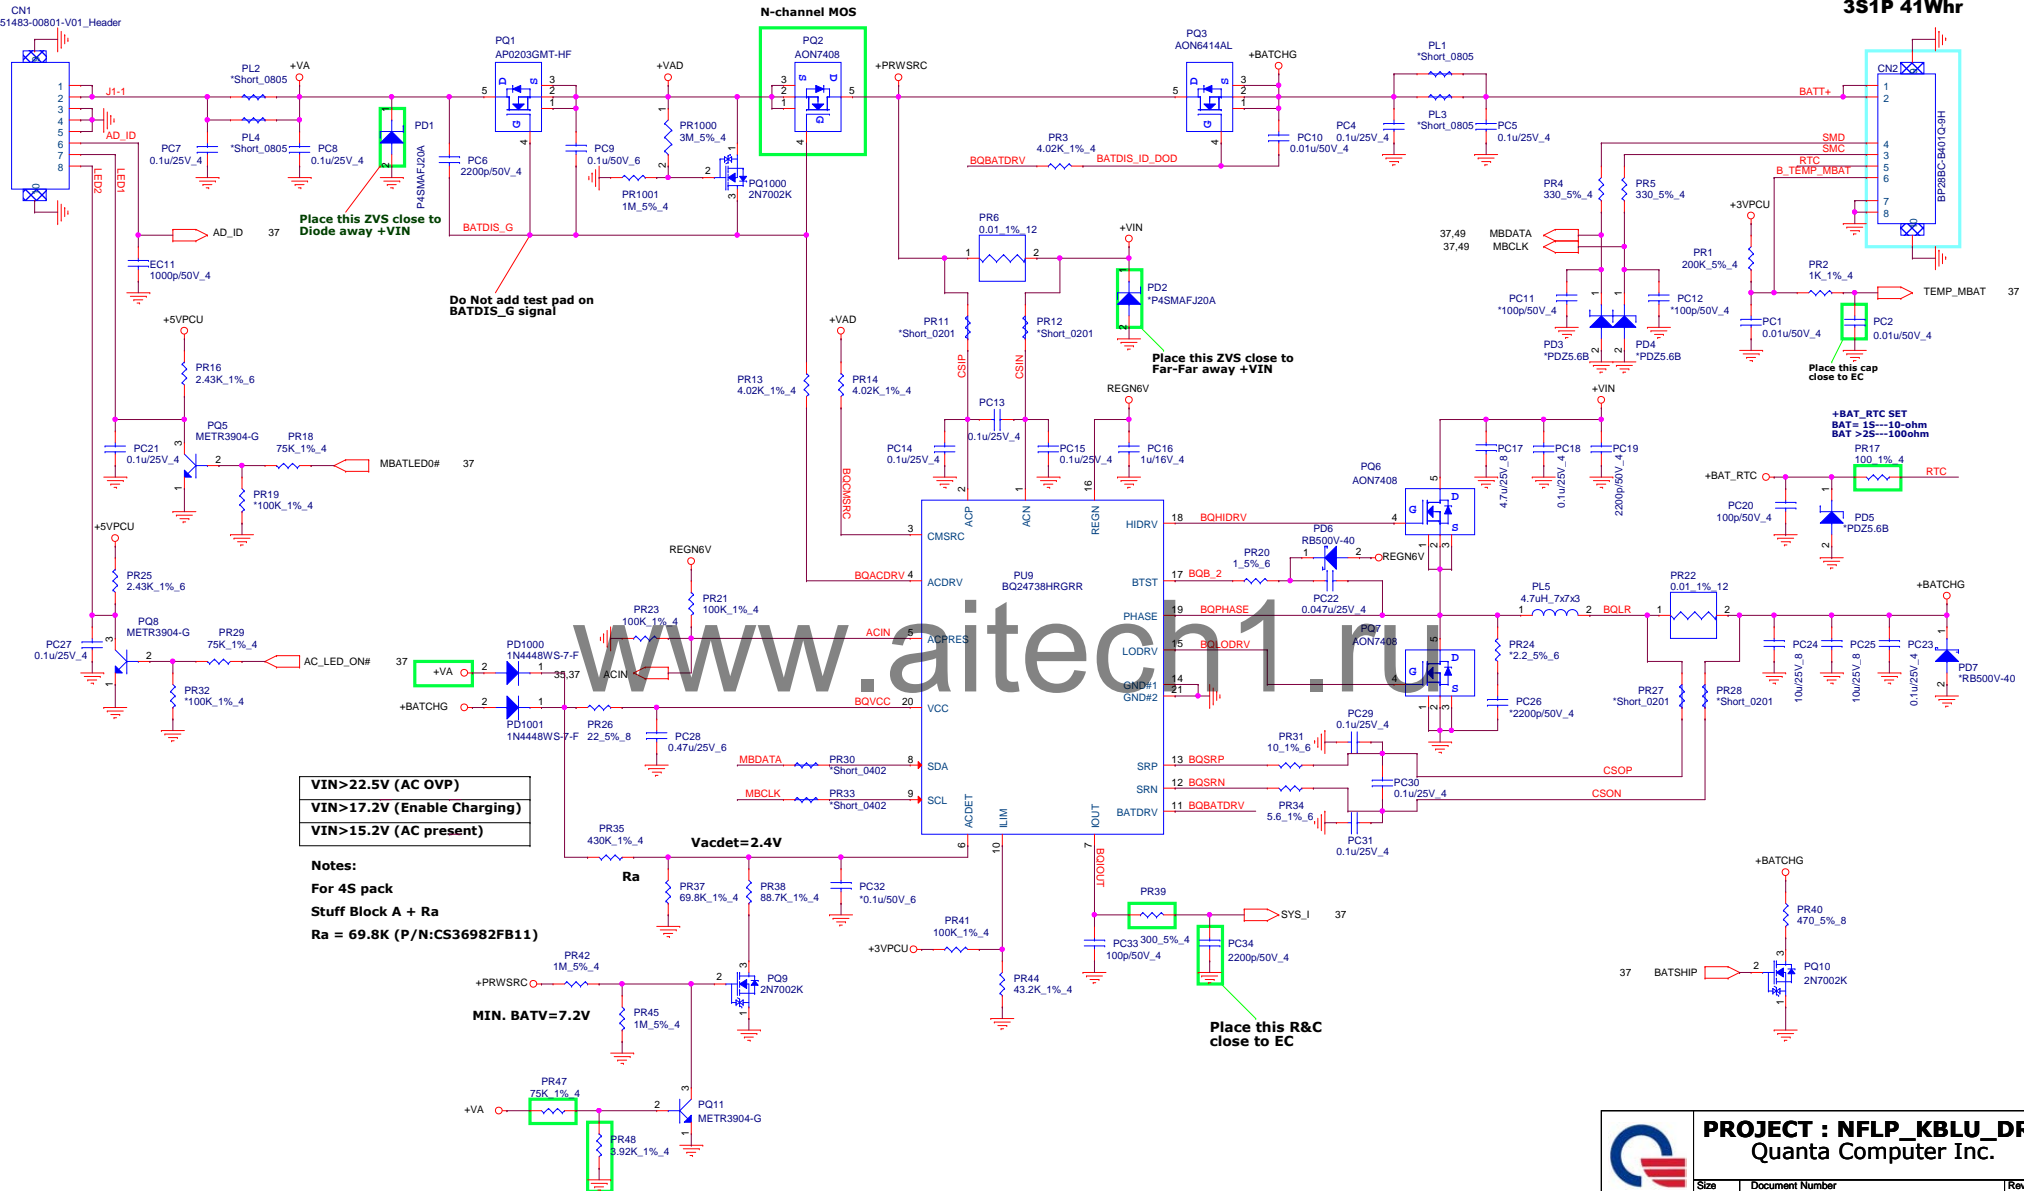 CN1
51483-00801-V01_Header
N-channel MOS
3S1P 41Whr
PL2
*Short_0805
+VA
J1-1
PL4
*Short_0805
PC7
0.1u/25V_4
PC8
0.1u/25V_4
PD1
P4SMAFJ20A
Place this ZVS close to
Diode away +VIN
PQ1
AP0203GMT-HF
PC6
2200p/50V_4
PC9
0.1u/50V_6
BATDIS_G
Do Not add test pad on
BATDIS_G signal
+VAD
PR1000
3M_5%_4
PR1001
1M_5%_4
PQ1000
2N7002K
PQ2
AON7408
+PRWSRC
PQ3
AON6414AL
+BATCHG
PC10
0.01u/50V_4
BQBATDRV
PR3
4.02K_1%_4
BATDIS_ID_DOD
PL1
*Short_0805
PL3
*Short_0805
PC4
0.1u/25V_4
PC5
0.1u/25V_4
BATT+
CN2
BP28BC-B401Q-9H
SMD
SMC
RTC
B_TEMP_MBAT
PR4
330_5%_4
PR5
330_5%_4
37,49 MBDATA
37,49 MBCLK
PC11
*100p/50V_4
PC12
*100p/50V_4
PD3
*PDZ5.6B
PD4
*PDZ5.6B
+3VPCU
PR1
200K_5%_4
PR2
1K_1%_4
TEMP_MBAT 37
PC1
0.01u/50V_4
PC2
0.01u/50V_4
Place this cap
close to EC
AD_ID
LED1
LED2
AD_ID 37
EC11
1000p/50V_4
PR6
0.01_1%_12
+VIN
PD2
*P4SMAFJ20A
Place this ZVS close to
Far-Far away +VIN
PR11
*Short_0201
PR12
*Short_0201
CSIP
CSIN
PC13
0.1u/25V_4
PC14
0.1u/25V_4
PC15
0.1u/25V_4
REGN6V
PC16
1u/16V_4
PR13
4.02K_1%_4
+VAD
PR14
4.02K_1%_4
BQCMSRC
+5VPCU
PR16
2.43K_1%_6
PQ5
METR3904-G
PC21
0.1u/25V_4
PR18
75K_1%_4
MBATLED0# 37
PR19
*100K_1%_4
+5VPCU
PR25
2.43K_1%_6
PQ8
METR3904-G
PC27
0.1u/25V_4
PR29
75K_1%_4
AC_LED_ON# 37
PR32
*100K_1%_4
PU9
BQ24738HRGRR
CMSRC
ACDRV
ACPRES
VCC
SDA
SCL
ACP
ACN
REGN
HIDRV
BTST
PHASE
LODRV
GND#1
GND#2
SRP
SRN
BATDRV
ACDET
ILIM
IOUT
BQACDRV
REGN6V
PR21
100K_1%_4
PR23
100K_1%_4
ACIN
35,37 ACIN
+VA
PD1000
1N4448WS-7-F
+BATCHG
PD1001
1N4448WS-7-F
PR26
22_5%_8
BQVCC
PC28
0.47u/25V_6
MBDATA
PR30
*Short_0402
MBCLK
PR33
*Short_0402
BQHIDRV
PQ6
AON7408
+VIN
PC17
4.7u/25V_8
PC18
0.1u/25V_4
PC19
2200p/50V_4
BQB_2
PR20
1_5%_6
PD6
RB500V-40
REGN6V
PC22
0.047u/25V_4
BQPHASE
BQLODRV
PQ7
AON7408
PL5
4.7uH_7x7x3
BQLR
PR22
0.01_1%_12
PR24
*2.2_5%_6
PC26
*2200p/50V_4
PR27
*Short_0201
PR28
*Short_0201
+BATCHG
PC24
10u/25V_8
PC25
10u/25V_8
PC23
0.1u/25V_4
PD7
*RB500V-40
+BAT_RTC SET
BAT= 1S---10-ohm
BAT >2S---100ohm
PR17
100_1%_4
+BAT_RTC
RTC
PC20
100p/50V_4
PD5
*PDZ5.6B
BQSRP
PR31
10_1%_6
PC29
0.1u/25V_4
PC30
0.1u/25V_4
CSOP
CSON
BQSRN
PR34
5.6_1%_6
PC31
0.1u/25V_4
BQBATDRV
www.aitech1.ru
VIN>22.5V (AC OVP)
VIN>17.2V (Enable Charging)
VIN>15.2V (AC present)
Notes:
For 4S pack
Stuff Block A + Ra
Ra = 69.8K (P/N:CS36982FB11)
PR35
430K_1%_4
Ra
Vacdet=2.4V
PR37
69.8K_1%_4
PR38
88.7K_1%_4
PC32
*0.1u/50V_6
+PRWSRC
PR42
1M_5%_4
PR45
1M_5%_4
MIN. BATV=7.2V
PQ9
2N7002K
+VA
PR47
75K_1%_4
PR48
3.92K_1%_4
PQ11
METR3904-G
+3VPCU
PR41
100K_1%_4
PR44
43.2K_1%_4
BQIOUT
PR39
300_5%_4
PC33
100p/50V_4
PC34
2200p/50V_4
SYS_I 37
Place this R&C
close to EC
+BATCHG
PR40
470_5%_8
37 BATSHIP
PQ10
2N7002K
PROJECT : NFLP_KBLU_DR
Quanta Computer Inc.
Size Document Number Rev